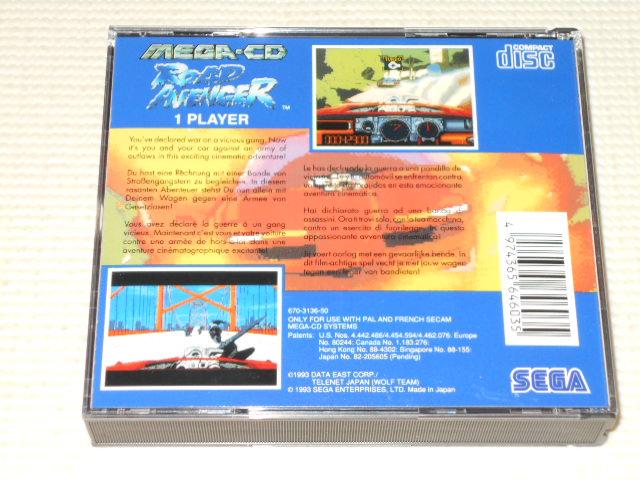 MEGA-CD
ROAD
AVENGER ™
1 PLAYER
COMPACT
disc
You've declared war on a vicious gang. Now
it's you and your car against an army of
outlaws in this exciting cinematic adventure!
Du hast eine Rechnung mit einer Bande von
Straßengangstern zu begleichen. In diesem
rasanten Abenteuer stehst Du nun allein mit
Deinem Wagen gegen eine Armee von
Gesetzlosen!
Vous avez déclaré la guerre à un gang
vicieux. Maintenant c'est vous et votre voiture
contre une armée de hors-la-loi dans une
aventure cinématographique excitante!
Le has declarado la guerra a una pandilla de
tu automóvil se enfrentan contra
en esta emocionante
aventura cinemática.
Hai dichiarato guerra ad una banda di
assassini. Ora ti trovi solo, con la tua macchina,
contro un esercito di fuorilegge in questa
appassionante avventura cinematica!
Jij voert oorlog met een gevaarlijke bende. In
dit film-achtige spel vecht je met jouw wagen
tegen een leger van bandieten!
670-3136-50
ONLY FOR USE WITH PAL AND FRENCH SECAM
MEGA-CD SYSTEMS
Patents: U.S. Nos. 4,442,486/4,454,594/4,462,076: Europe
No. 80244: Canada No. 1,183,276:
Hong Kong No. 88-4302: Singapore No. 88-155:
Japan No. 82-205605 (Pending)
©1993 DATA EAST CORP./
TELENET JAPAN (WOLF TEAM)
© 1993 SEGA ENTERPRISES, LTD. Made in Japan
4974365646035
SEGA